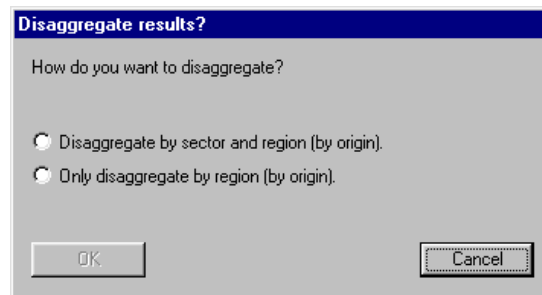 Disaggregate results?
How do you want to disaggregate?
Disaggregate by sector and region (by origin).
Only disaggregate by region (by origin).
OK
Cancel